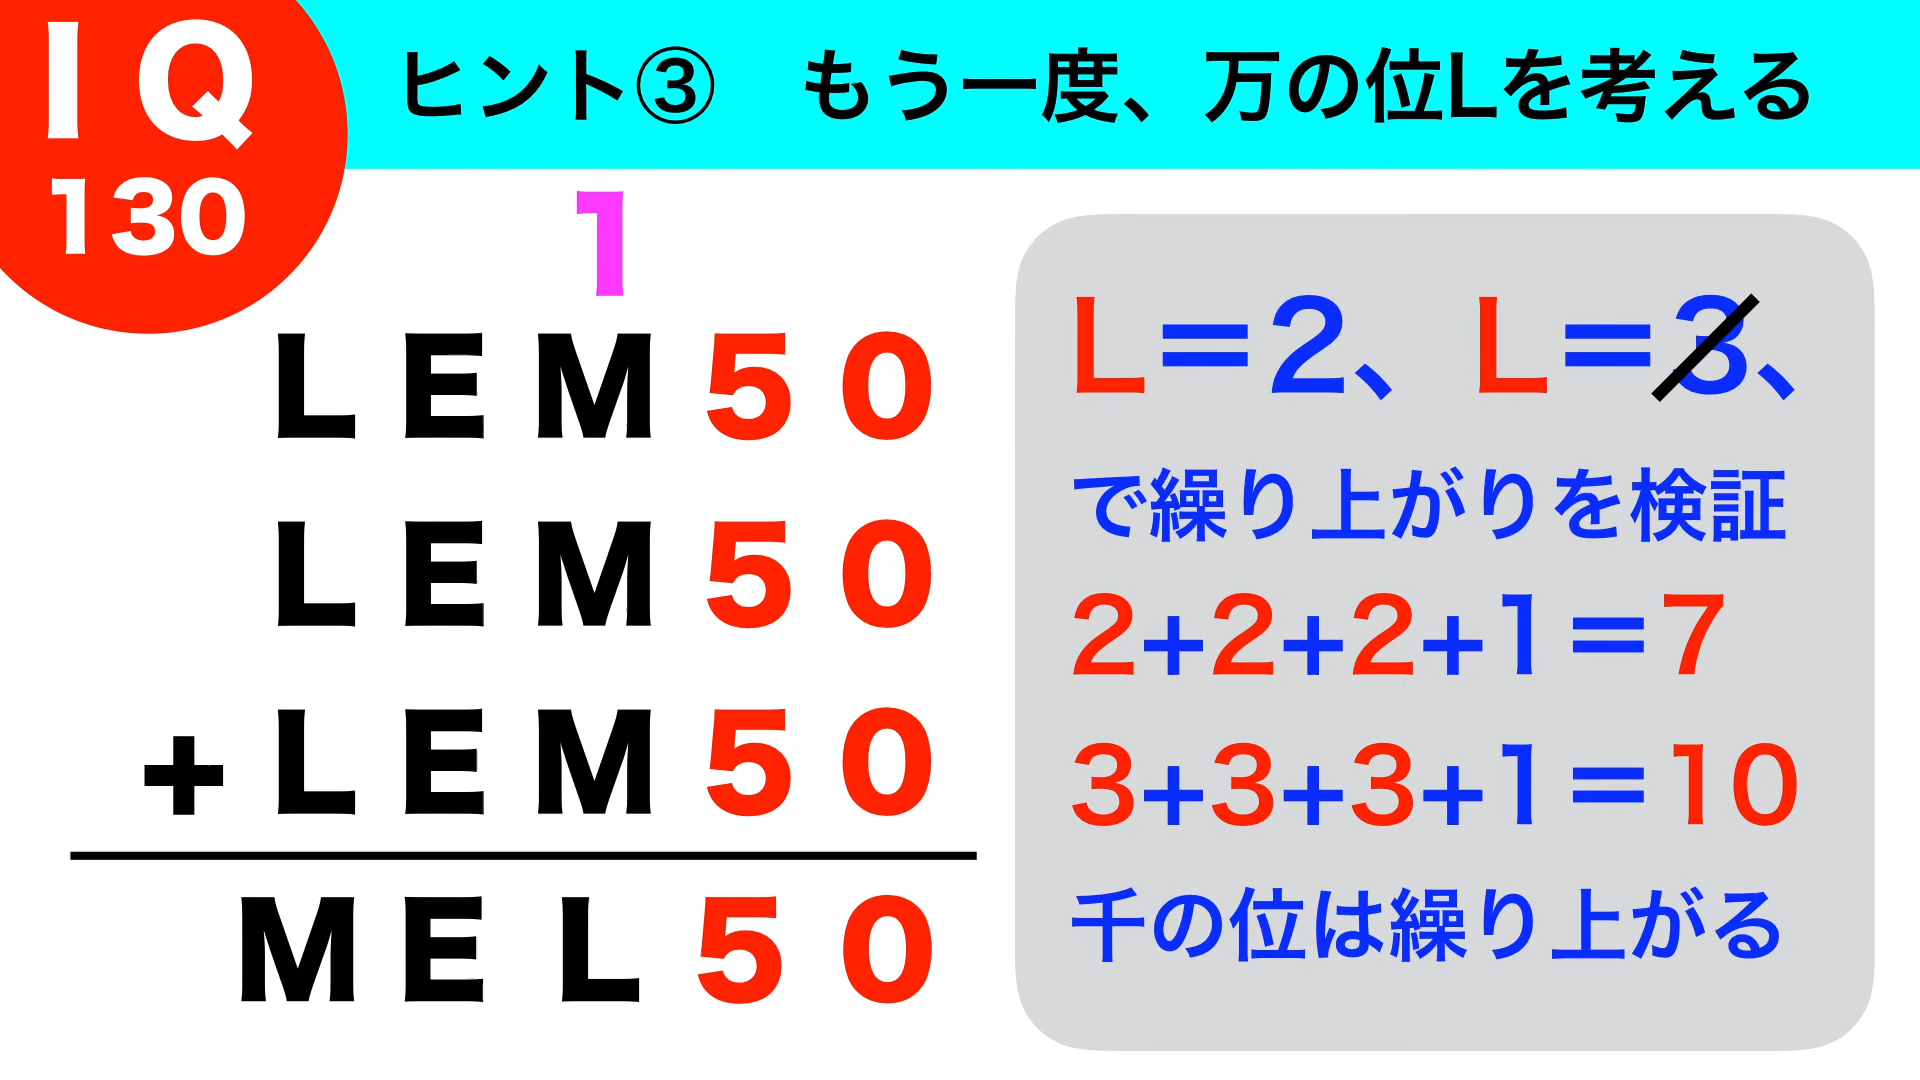 IQ
130
ヒント③　もう一度、万の位Lを考える
1
LEM50
LEM50
+LEM50
MEL50
L=2、L=3、
で繰り上がりを検証
2+2+2+1=7
3+3+3+1=10
千の位は繰り上がる